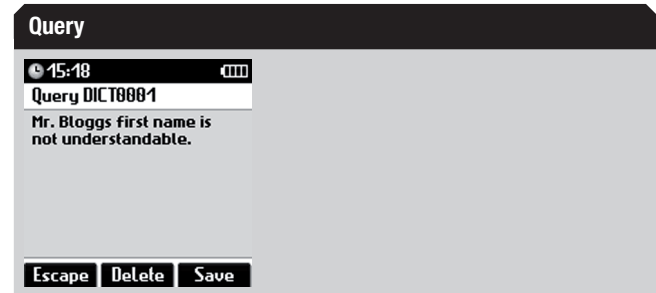 Query
15:18
Query DICT0001
Mr. Bloggs first name is
not understandable.
Escape Delete Save